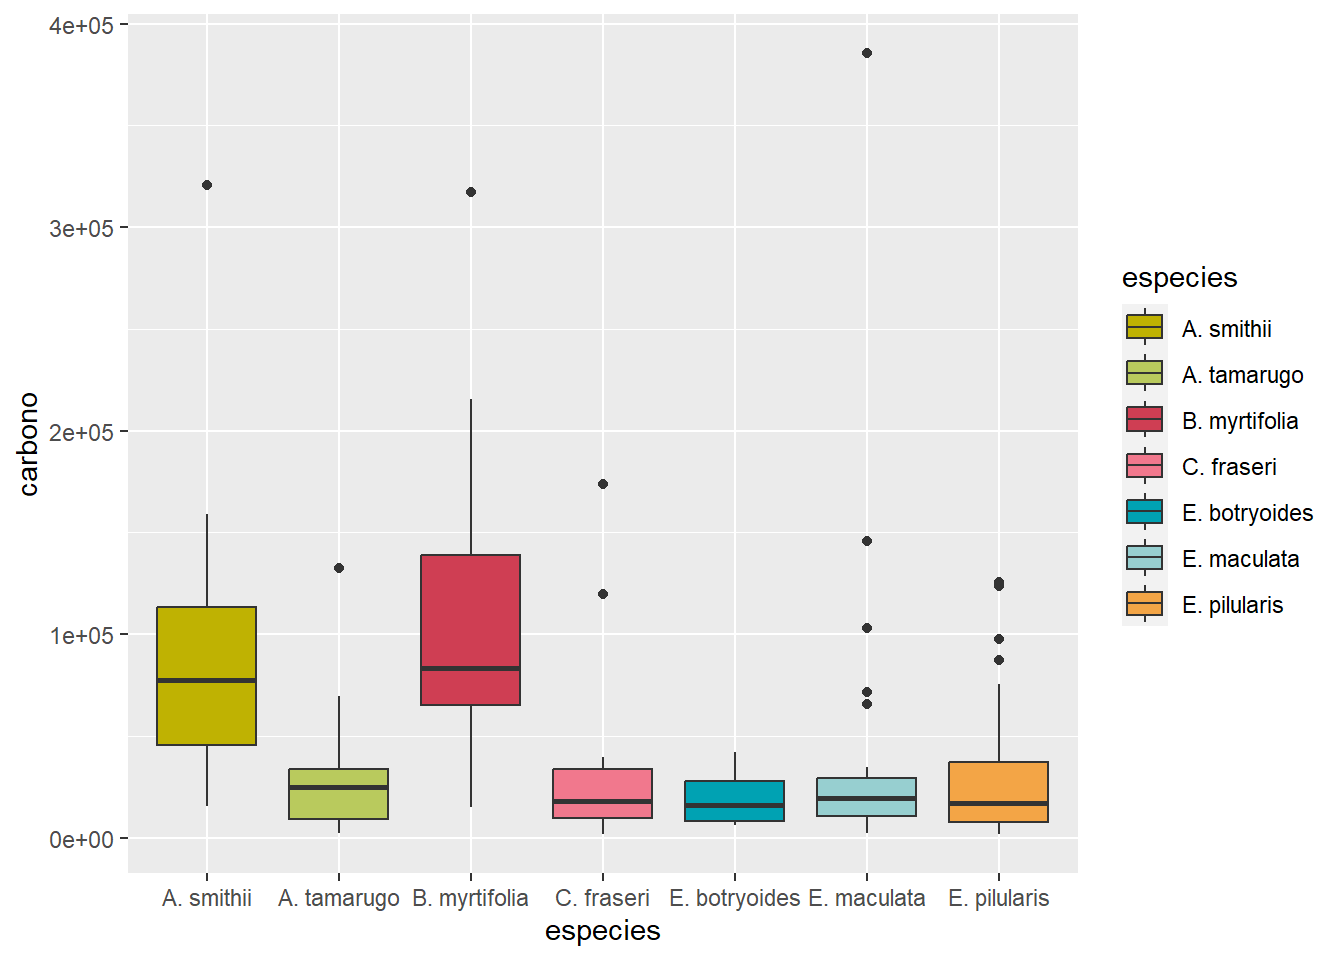 4e+05
3e+05
2e+05
1e+05
0e+00
carbono
A. smithii A. tamarugo B. myrtifolia C. fraseri E. botryoides E. maculata E. pilularis
especies
especies
A. smithii
A. tamarugo
B. myrtifolia
C. fraseri
E. botryoides
E. maculata
E. pilularis